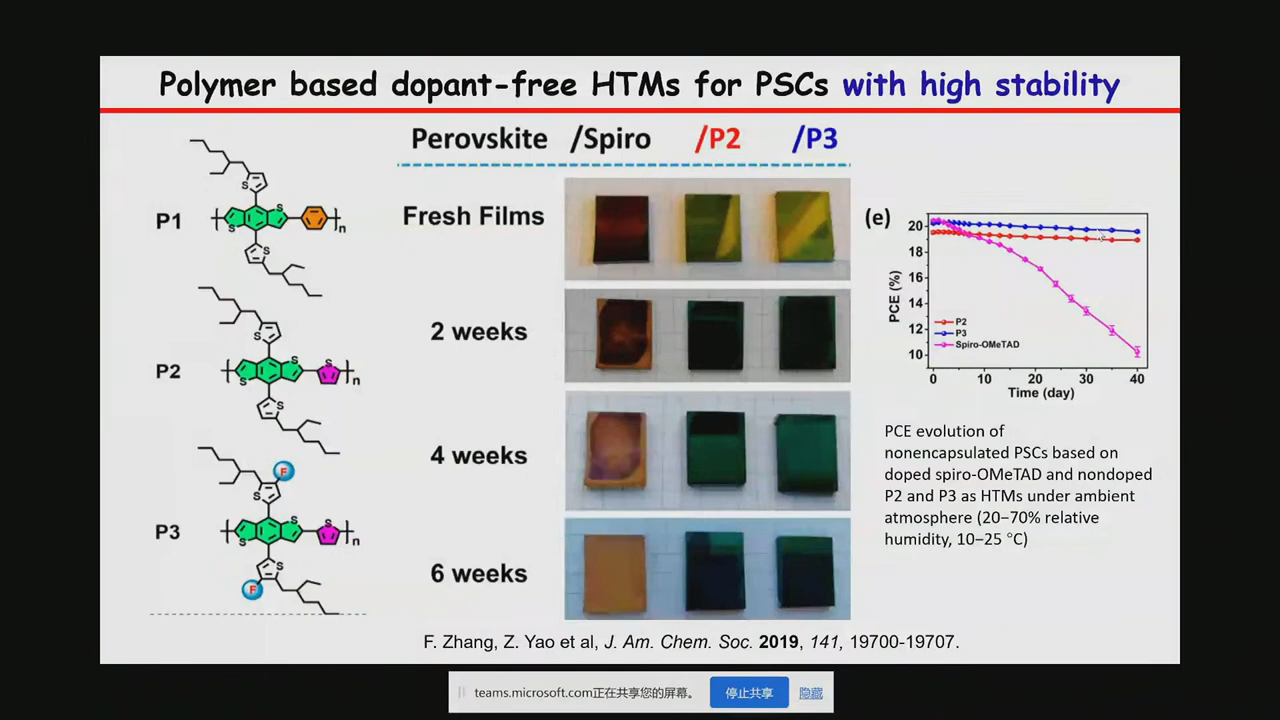 Polymer based dopant-free HTMs for PSCs with high stability
Perovskite /Spiro /P2 /P3
P1
S
S
S
S
n
Fresh Films
P2
S
S
S
S
S
n
2 weeks
P3
F
S
S
S
S
S
F
n
4 weeks
6 weeks
(e)
PCE (%)
20
18
16
14
12
10
P2
P3
Spiro-OMeTAD
0 10 20 30 40
Time (day)
PCE evolution of
nonencapsulated PSCs based on
doped spiro-OMeTAD and nondoped
P2 and P3 as HTMs under ambient
atmosphere (20−70% relative
humidity, 10−25 °C)
F. Zhang, Z. Yao et al, J. Am. Chem. Soc. 2019, 141, 19700-19707.
teams.microsoft.com正在共享您的屏幕。 停止共享 隐藏